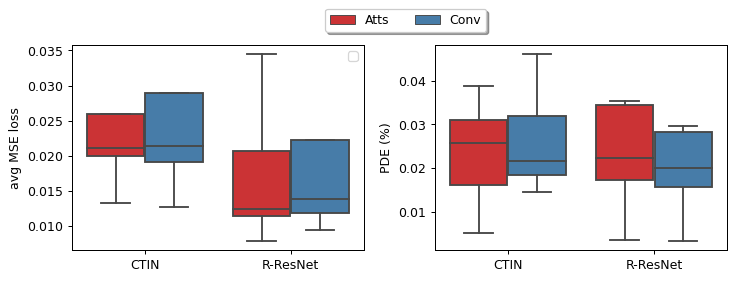 Atts Conv
avg MSE loss
0.035
0.030
0.025
0.020
0.015
0.010
CTIN R-ResNet
PDE (%)
0.04
0.03
0.02
0.01
CTIN R-ResNet